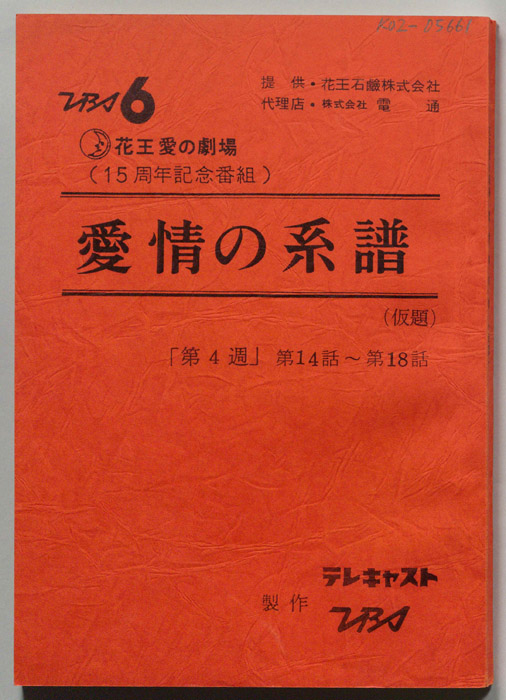 K02-05661
提供・花王石鹼株式会社
代理店・株式会社 電通
TBS6
花王愛の劇場
(15周年記念番組)
愛情の系譜
(仮題)
「第4週」第14話~第18話
製作 テレキャスト
TBS